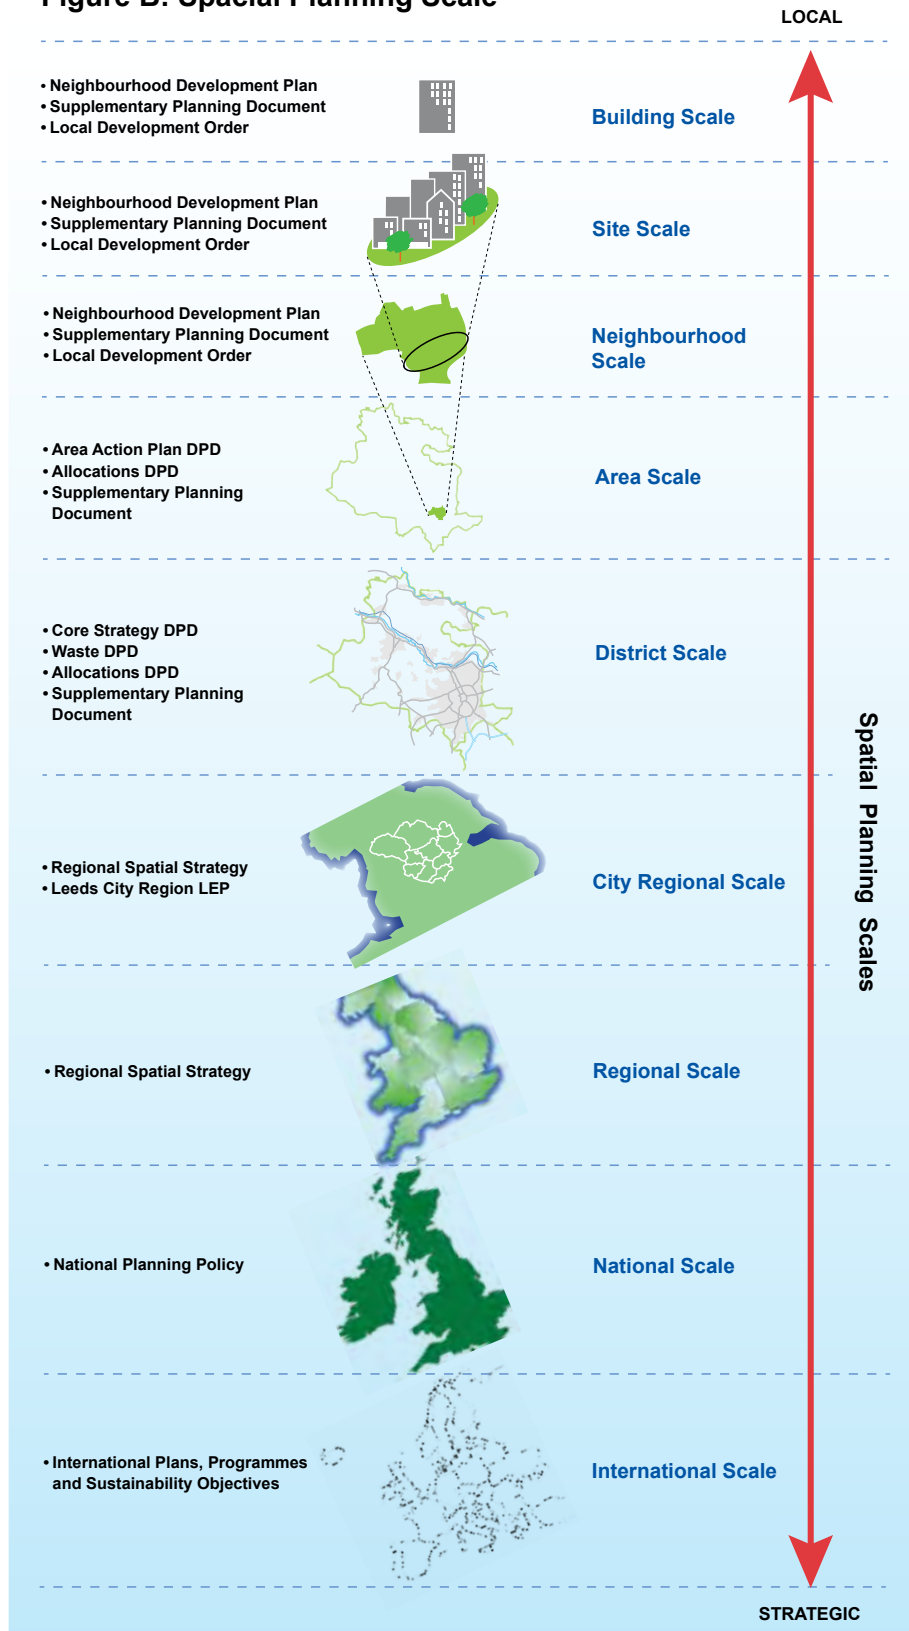 Figure B: Spacial Planning Scale
LOCAL
• Neighbourhood Development Plan
• Supplementary Planning Document
• Local Development Order
Building Scale
• Neighbourhood Development Plan
• Supplementary Planning Document
• Local Development Order
Site Scale
• Neighbourhood Development Plan
• Supplementary Planning Document
• Local Development Order
Neighbourhood
Scale
• Area Action Plan DPD
• Allocations DPD
• Supplementary Planning
Document
Area Scale
• Core Strategy DPD
• Waste DPD
• Allocations DPD
• Supplementary Planning
Document
District Scale
Spatial Planning Scales
• Regional Spatial Strategy
• Leeds City Region LEP
City Regional Scale
• Regional Spatial Strategy
Regional Scale
• National Planning Policy
National Scale
• International Plans, Programmes
and Sustainability Objectives
International Scale
STRATEGIC